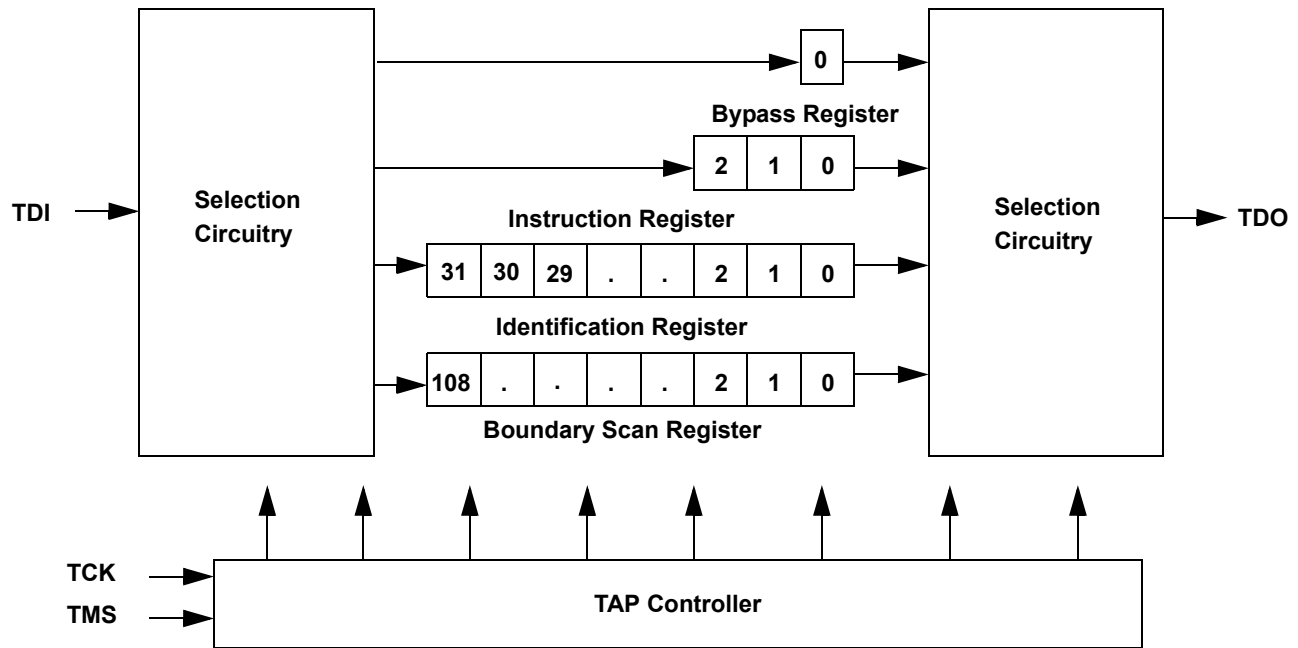 0
Bypass Register
2 1 0
Selection
Circuitry
Selection
Circuitry
TDI
TDO
Instruction Register
31 30 29 . . 2 1 0
Identification Register
108 . . . . 2 1 0
Boundary Scan Register
TCK
TMS
TAP Controller